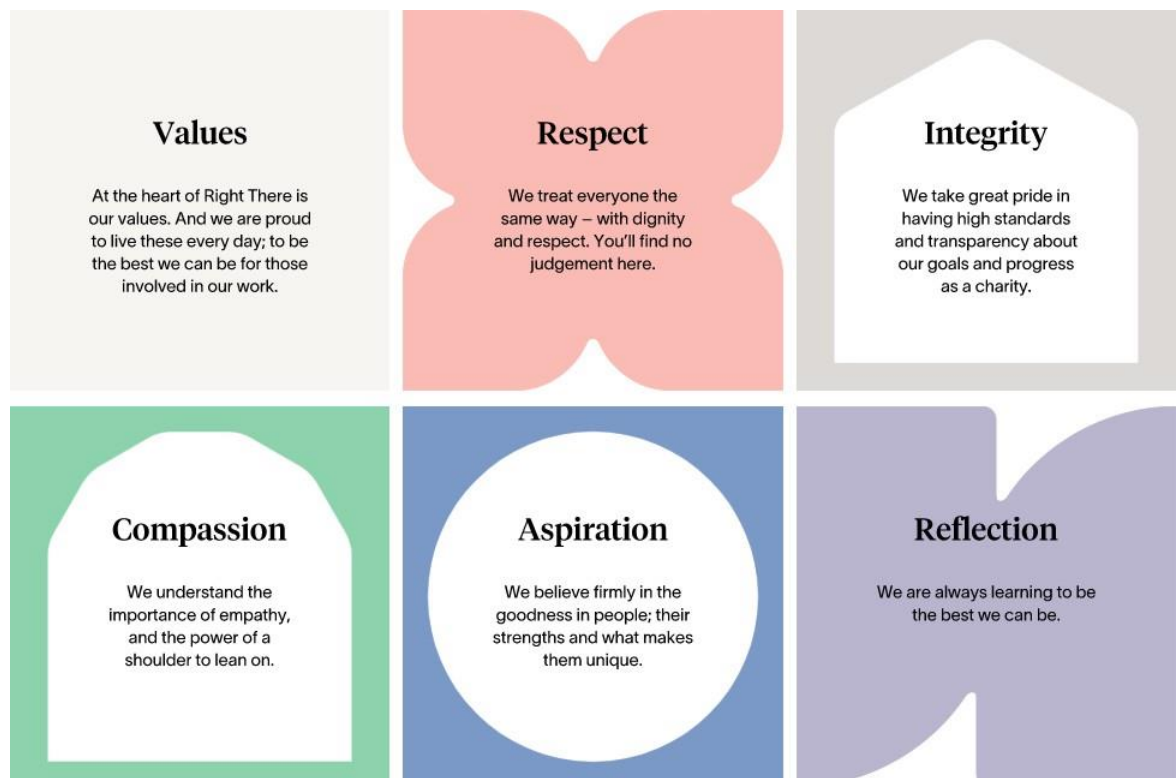 Values
At the heart of Right There is
our values. And we are proud
to live these every day; to be
the best we can be for those
involved in our work.
Respect
We treat everyone the
same way – with dignity
and respect. You’ll find no
judgement here.
Integrity
We take great pride in
having high standards
and transparency about
our goals and progress
as a charity.
Compassion
We understand the
importance of empathy,
and the power of a
shoulder to lean on.
Aspiration
We believe firmly in the
goodness in people; their
strengths and what makes
them unique.
Reflection
We are always learning to be
the best we can be.